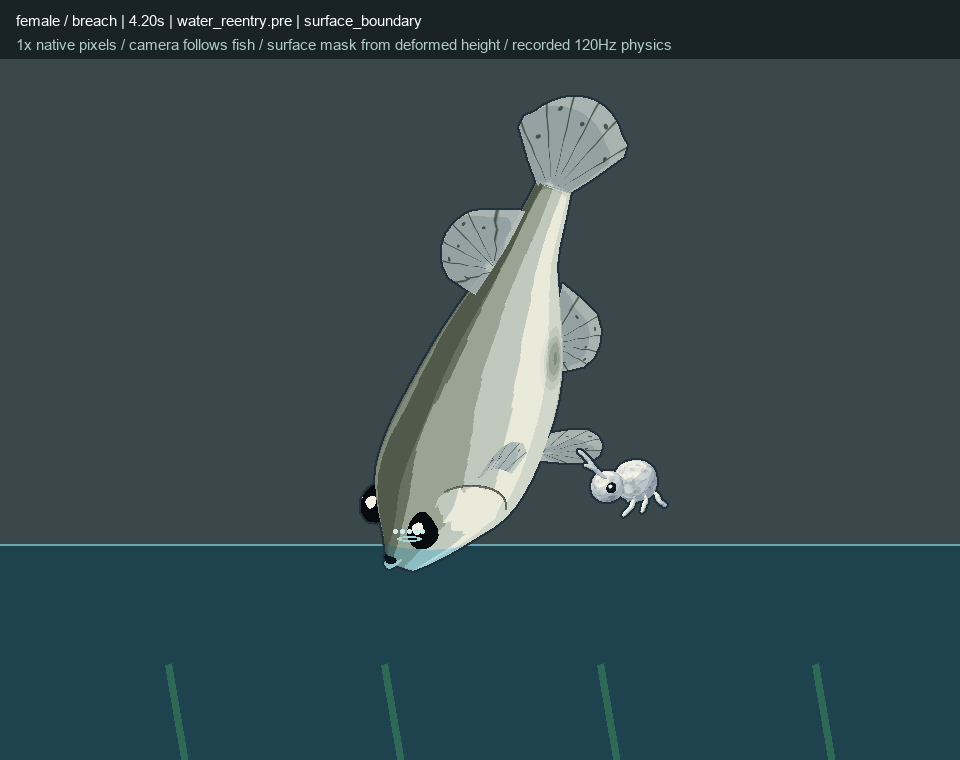 female / breach | 4.20s | water_reentry.pre | surface_boundary
1x native pixels / camera follows fish / surface mask from deformed height / recorded 120Hz physics